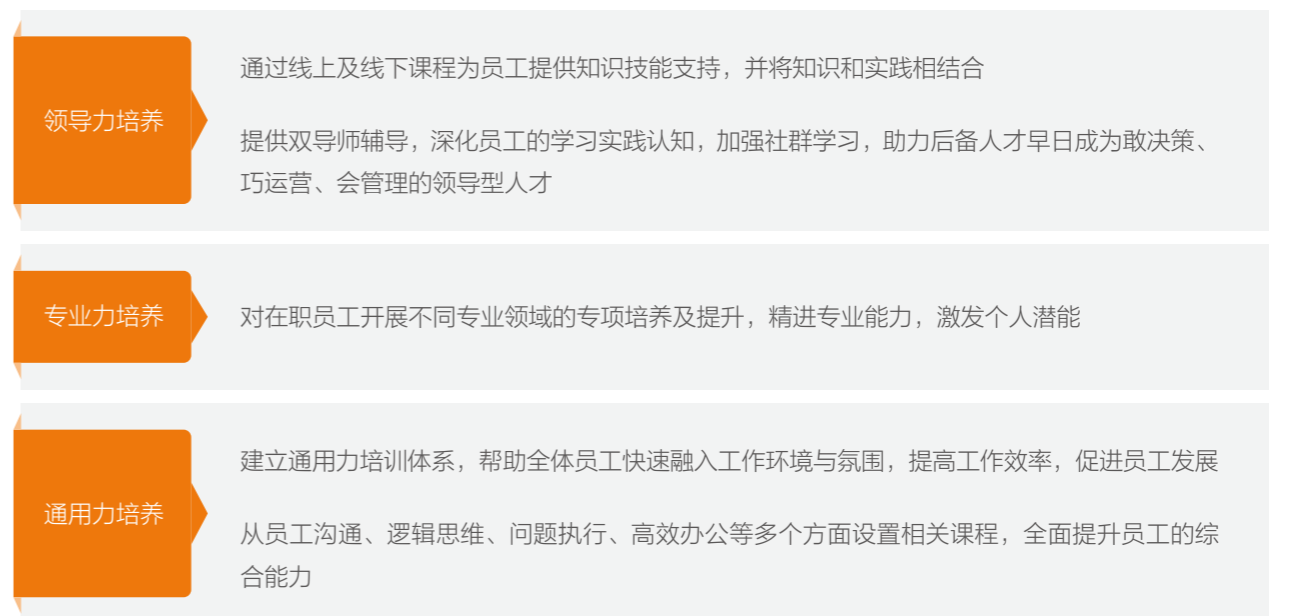 领导力培养
通过线上及线下课程为员工提供知识技能支持，并将知识和实践相结合
提供双导师辅导，深化员工的学习实践认知，加强社群学习，助力后备人才早日成为敢决策、
巧运营、会管理的领导型人才
专业力培养
对在职员工开展不同专业领域的专项培养及提升，精进专业能力，激发个人潜能
通用力培养
建立通用力培训体系，帮助全体员工快速融入工作环境与氛围，提高工作效率，促进员工发展
从员工沟通、逻辑思维、问题执行、高效办公等多个方面设置相关课程，全面提升员工的综
合能力